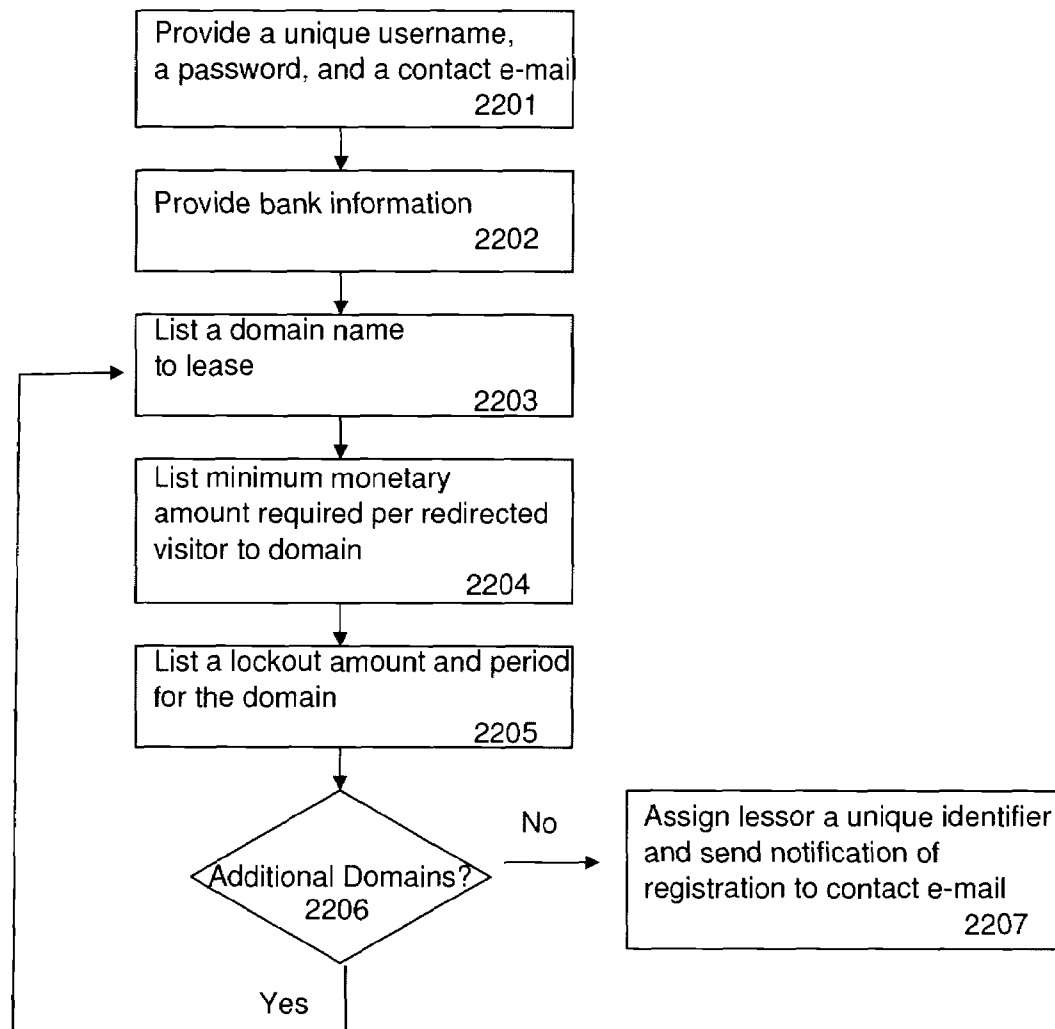 Provide a unique username,
a password, and a contact e-mail
2201
Provide bank information
2202
List a domain name
to lease
2203
List minimum monetary
amount required per redirected
visitor to domain
2204
List a lockout amount and period
for the domain
2205
Additional Domains?
2206
No
Assign lessor a unique identifier
and send notification of
registration to contact e-mail
2207
Yes